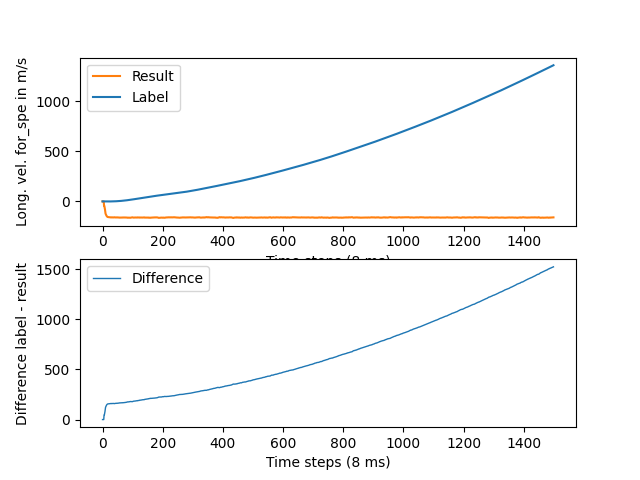 Long. vel. for_spe in m/s
1000
500
0
Result
Label
0 200 400 600 800 1000 1200 1400
Time steps (8 ms)
Difference label - result
1500
1000
500
0
Difference
0 200 400 600 800 1000 1200 1400
Time steps (8 ms)